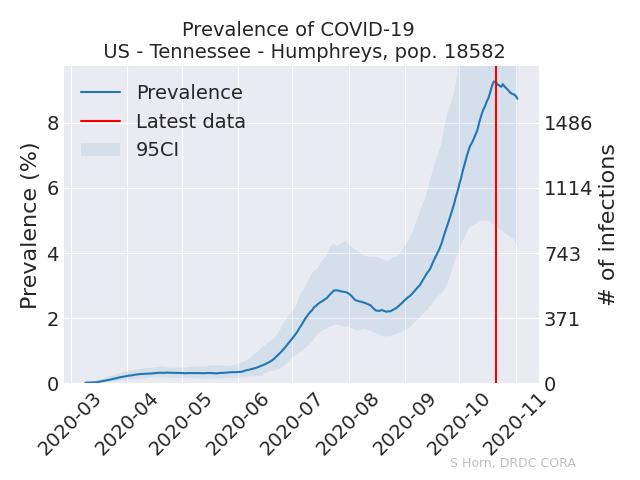 Prevalence of COVID-19
US - Tennessee - Humphreys, pop. 18582
Prevalence
Latest data
95CI
Prevalence (%)
8
6
4
2
0
1486
1114
743
371
0
# of infections
2020-03
2020-04
2020-05
2020-06
2020-07
2020-08
2020-09
2020-10
2020-11
S Horn, DRDC CORA